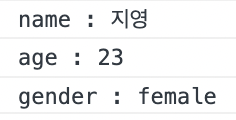 name : 지영
age : 23
gender : female